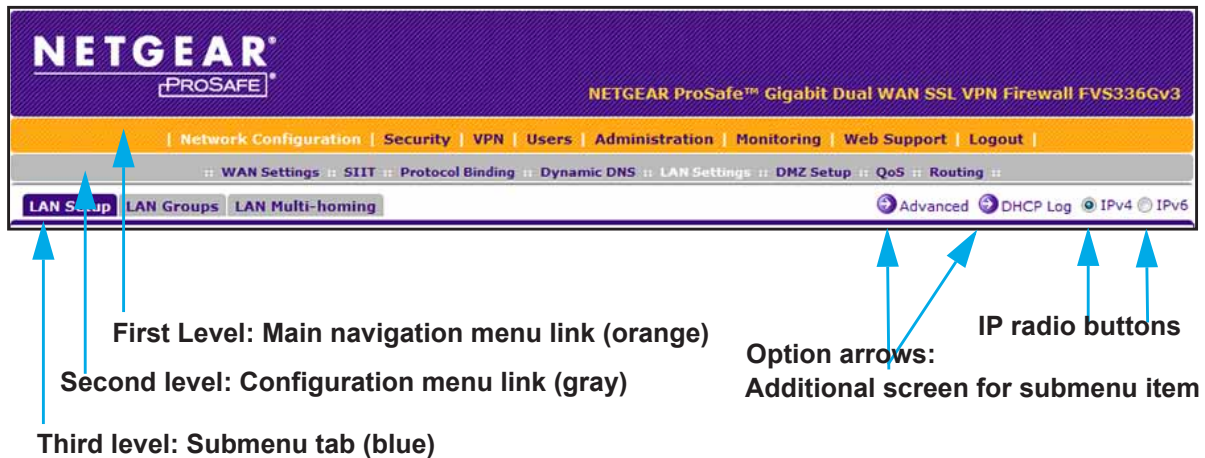 NETGEAR®
PROSAFE®
NETGEAR ProSafe™ Gigabit Dual WAN SSL VPN Firewall FVS336Gv3
| Network Configuration | Security | VPN | Users | Administration | Monitoring | Web Support | Logout |
:: WAN Settings :: SIIT :: Protocol Binding :: Dynamic DNS :: LAN Settings :: DMZ Setup :: QoS :: Routing ::
LAN Setup LAN Groups LAN Multi-homing Advanced DHCP Log IPv4 IPv6
First Level: Main navigation menu link (orange)
IP radio buttons
Option arrows:
Second level: Configuration menu link (gray)
Additional screen for submenu item
Third level: Submenu tab (blue)